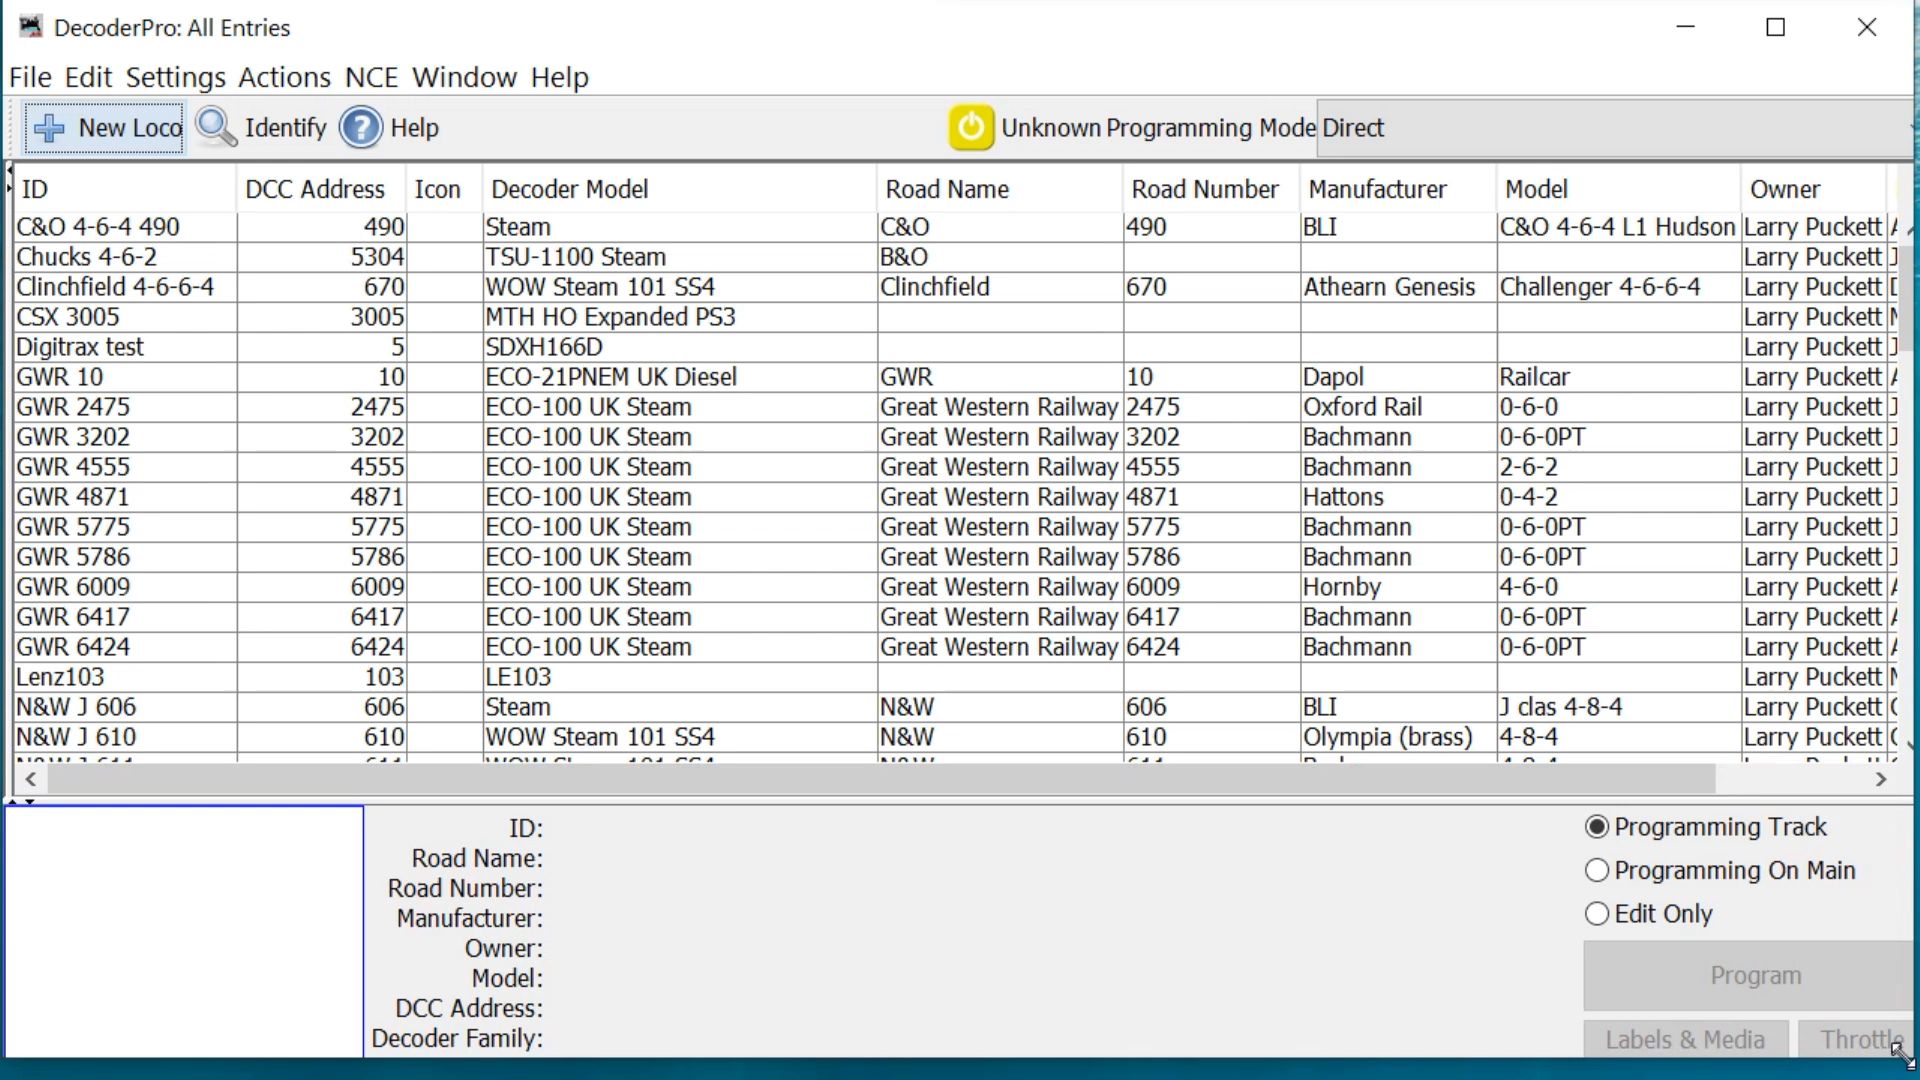 DecoderPro: All Entries
File Edit Settings Actions NCE Window Help
New Loco Identify Help Unknown Programming Mode Direct
ID DCC Address Icon Decoder Model Road Name Road Number Manufacturer Model Owner
C&O 4-6-4 490 490 Steam C&O 490 BLI C&O 4-6-4 L1 Hudson Larry Puckett
Chucks 4-6-2 5304 TSU-1100 Steam B&O Larry Puckett
Clinchfield 4-6-6-4 670 WOW Steam 101 SS4 Clinchfield 670 Athearn Genesis Challenger 4-6-6-4 Larry Puckett
CSX 3005 3005 MTH HO Expanded PS3 Larry Puckett
Digitrax test 5 SDXH166D Larry Puckett
GWR 10 10 ECO-21PNEM UK Diesel GWR 10 Dapol Railcar Larry Puckett
GWR 2475 2475 ECO-100 UK Steam Great Western Railway 2475 Oxford Rail 0-6-0 Larry Puckett
GWR 3202 3202 ECO-100 UK Steam Great Western Railway 3202 Bachmann 0-6-0PT Larry Puckett
GWR 4555 4555 ECO-100 UK Steam Great Western Railway 4555 Bachmann 2-6-2 Larry Puckett
GWR 4871 4871 ECO-100 UK Steam Great Western Railway 4871 Hattons 0-4-2 Larry Puckett
GWR 5775 5775 ECO-100 UK Steam Great Western Railway 5775 Bachmann 0-6-0PT Larry Puckett
GWR 5786 5786 ECO-100 UK Steam Great Western Railway 5786 Bachmann 0-6-0PT Larry Puckett
GWR 6009 6009 ECO-100 UK Steam Great Western Railway 6009 Hornby 4-6-0 Larry Puckett
GWR 6417 6417 ECO-100 UK Steam Great Western Railway 6417 Bachmann 0-6-0PT Larry Puckett
GWR 6424 6424 ECO-100 UK Steam Great Western Railway 6424 Bachmann 0-6-0PT Larry Puckett
Lenz103 103 LE103 Larry Puckett
N&W J 606 606 Steam N&W 606 BLI J clas 4-8-4 Larry Puckett
N&W J 610 610 WOW Steam 101 SS4 N&W 610 Olympia (brass) 4-8-4 Larry Puckett
ID:
Road Name:
Road Number:
Manufacturer:
Owner:
Model:
DCC Address:
Decoder Family:
Programming Track
Programming On Main
Edit Only
Program
Labels & Media Throttle